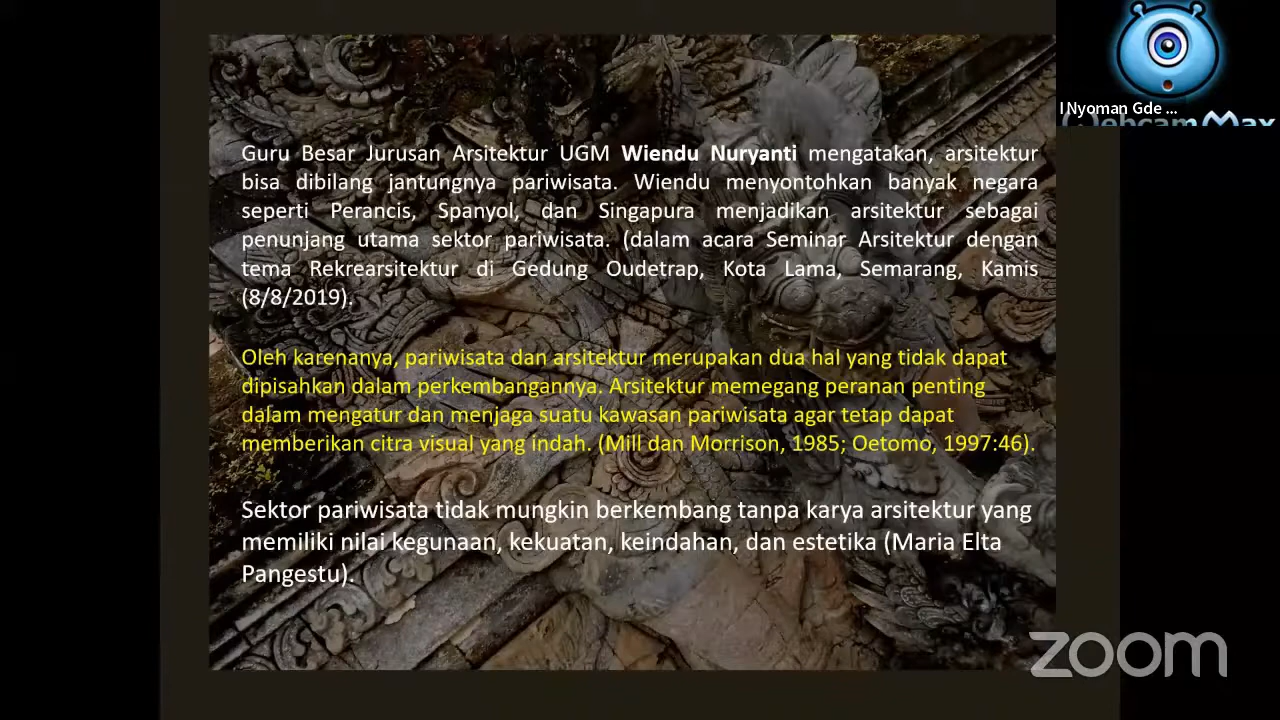 I Nyoman Gde ...
Guru Besar Jurusan Arsitektur UGM Wiendu Nuryanti mengatakan, arsitektur
bisa dibilang jantungnya pariwisata. Wiendu menyontohkan banyak negara
seperti Perancis, Spanyol, dan Singapura menjadikan arsitektur sebagai
penunjang utama sektor pariwisata. (dalam acara Seminar Arsitektur dengan
tema Rekrearsitektur di Gedung Oudetrap, Kota Lama, Semarang, Kamis
(8/8/2019).
Oleh karenanya, pariwisata dan arsitektur merupakan dua hal yang tidak dapat
dipisahkan dalam perkembangannya. Arsitektur memegang peranan penting
dalam mengatur dan menjaga suatu kawasan pariwisata agar tetap dapat
memberikan citra visual yang indah. (Mill dan Morrison, 1985; Oetomo, 1997:46).
Sektor pariwisata tidak mungkin berkembang tanpa karya arsitektur yang
memiliki nilai kegunaan, kekuatan, keindahan, dan estetika (Maria Elta
Pangestu).
zoom